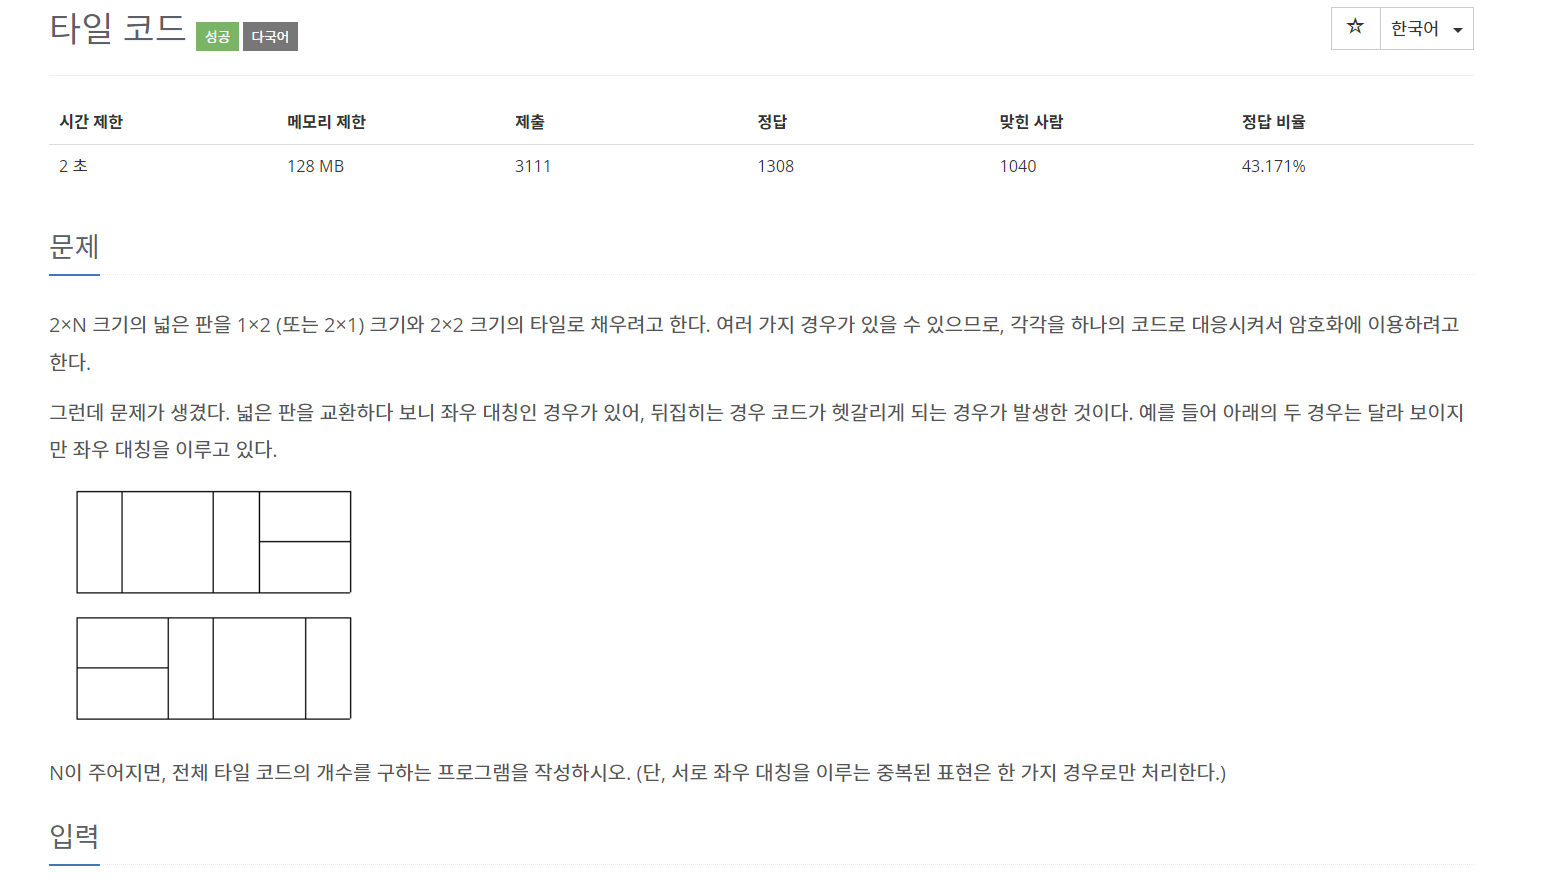 타일 코드 성공 다국어
☆ 한국어
시간 제한 메모리 제한 제출 정답 맞힌 사람 정답 비율
2 초 128 MB 3111 1308 1040 43.171%
문제
2×N 크기의 넓은 판을 1×2 (또는 2×1) 크기와 2×2 크기의 타일로 채우려고 한다. 여러 가지 경우가 있을 수 있으므로, 각각을 하나의 코드로 대응시켜서 암호화에 이용하려고
한다.
그런데 문제가 생겼다. 넓은 판을 교환하다 보니 좌우 대칭인 경우가 있어, 뒤집히는 경우 코드가 헷갈리게 되는 경우가 발생한 것이다. 예를 들어 아래의 두 경우는 달라 보이지
만 좌우 대칭을 이루고 있다.
N이 주어지면, 전체 타일 코드의 개수를 구하는 프로그램을 작성하시오. (단, 서로 좌우 대칭을 이루는 중복된 표현은 한 가지 경우로만 처리한다.)
입력